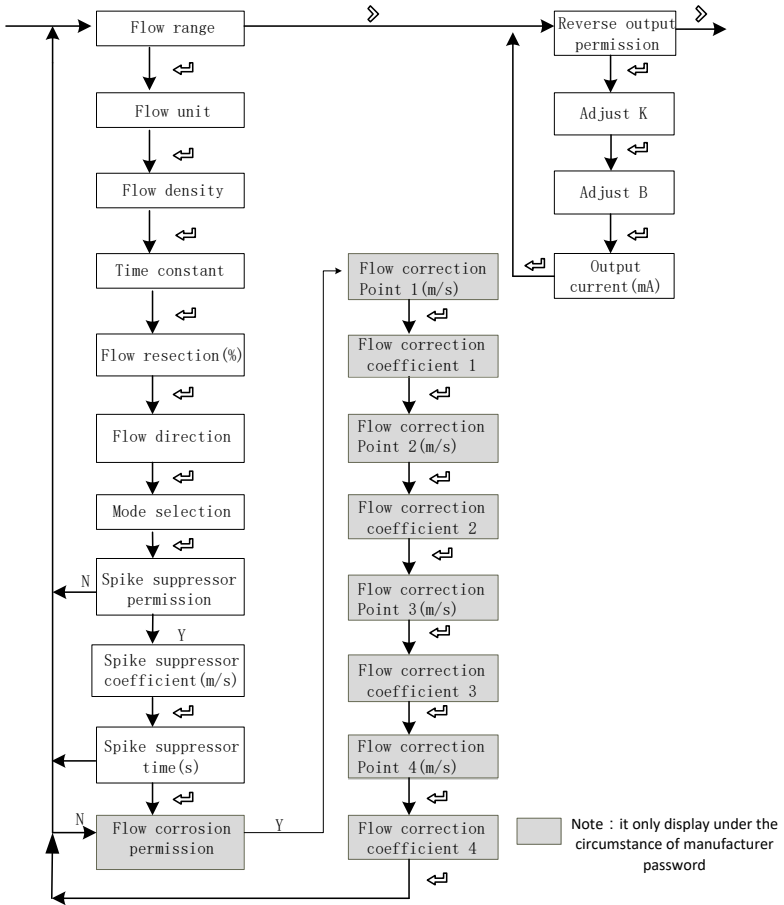 Flow range
Flow unit
Flow density
Time constant
Flow resection(%)
Flow direction
Mode selection
N
Spike suppressor
permission
Y
Spike suppressor
coefficient(m/s)
Spike suppressor
time(s)
N
Flow corrosion
permission
Y
Flow correction
Point 1(m/s)
Flow correction
coefficient 1
Flow correction
Point 2(m/s)
Flow correction
coefficient 2
Flow correction
Point 3(m/s)
Flow correction
coefficient 3
Flow correction
Point 4(m/s)
Flow correction
coefficient 4
Reverse output
permission
Adjust K
Adjust B
Output
current(mA)
Note：it only display under the
circumstance of manufacturer
password